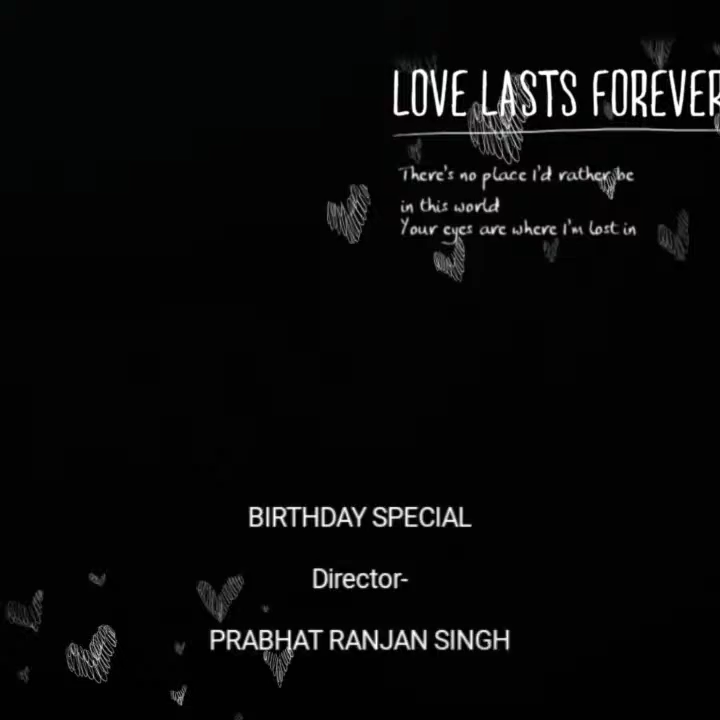 LOVE LASTS FOREVER
There's no place I'd rather be
in this world
Your eyes are where I'm lost in
BIRTHDAY SPECIAL
Director-
PRABHAT RANJAN SINGH